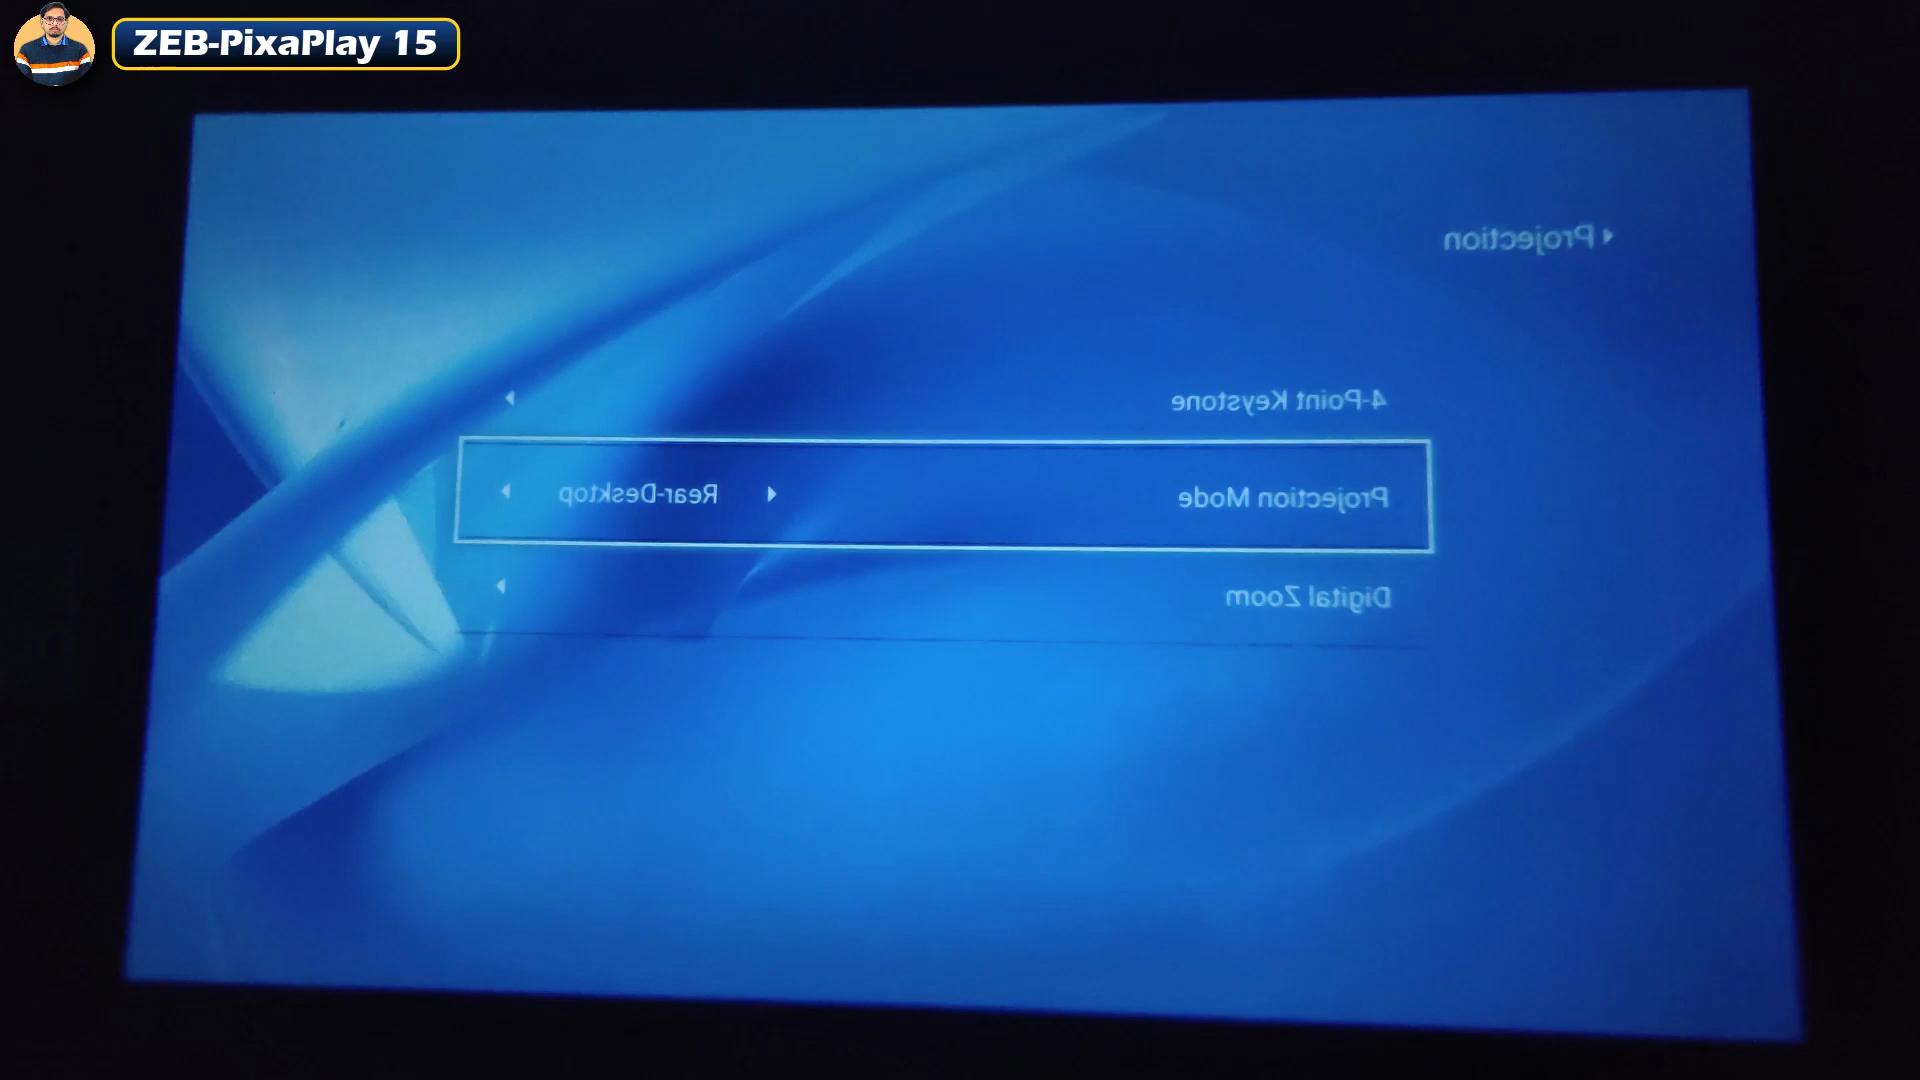 ZEB-PixaPlay 15
Projection
4-Point Keystone
Projection Mode Rear-Desktop
Digital Zoom